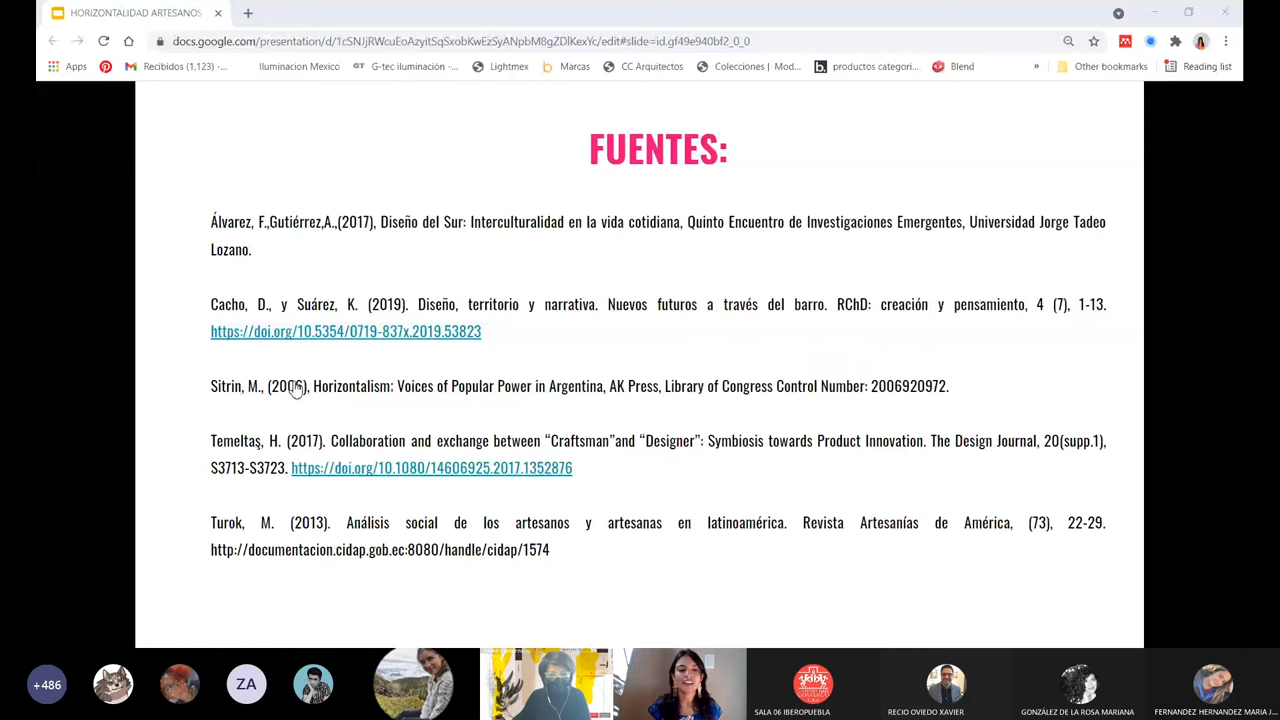 HORIZONTALIDAD ARTESANOS
docs.google.com/presentation/d/1cSNJjRWcuEoAzyitSqSxobKwEzSyANpbM8gZDlKexYc/edit#slide=id.gf49e940bf2_0_0
Apps Recibidos (1,123) -... Iluminacion Mexico G-tec iluminación -... Lightmex Marcas CC Arquitectos Colecciones | Mod... productos categori... Blend » Other bookmarks Reading list
FUENTES:
Álvarez, F.,Gutiérrez,A.,(2017), Diseño del Sur: Interculturalidad en la vida cotidiana, Quinto Encuentro de Investigaciones Emergentes, Universidad Jorge Tadeo
Lozano.
Cacho, D., y Suárez, K. (2019). Diseño, territorio y narrativa. Nuevos futuros a través del barro. RChD: creación y pensamiento, 4 (7), 1-13.
https://doi.org/10.5354/0719-837x.2019.53823
Sitrin, M., Horizontalism: Voices of Popular Power in Argentina, AK Press, Library of Congress Control Number: 2006920972.
Temeltaş, H. (2017). Collaboration and exchange between “Craftsman”and “Designer”: Symbiosis towards Product Innovation. The Design Journal, 20(supp.1),
S3713-S3723. https://doi.org/10.1080/14606925.2017.1352876
Turok, M. (2013). Análisis social de los artesanos y artesanas en latinoamérica. Revista Artesanías de América, (73), 22-29.
http://documentacion.cidap.gob.ec:8080/handle/cidap/1574
+486 ZA
SALA 06 IBEROPUEBLA RECIO OVIEDO XAVIER GONZÁLEZ DE LA ROSA MARIANA FERNANDEZ HERNANDEZ MARIA J...